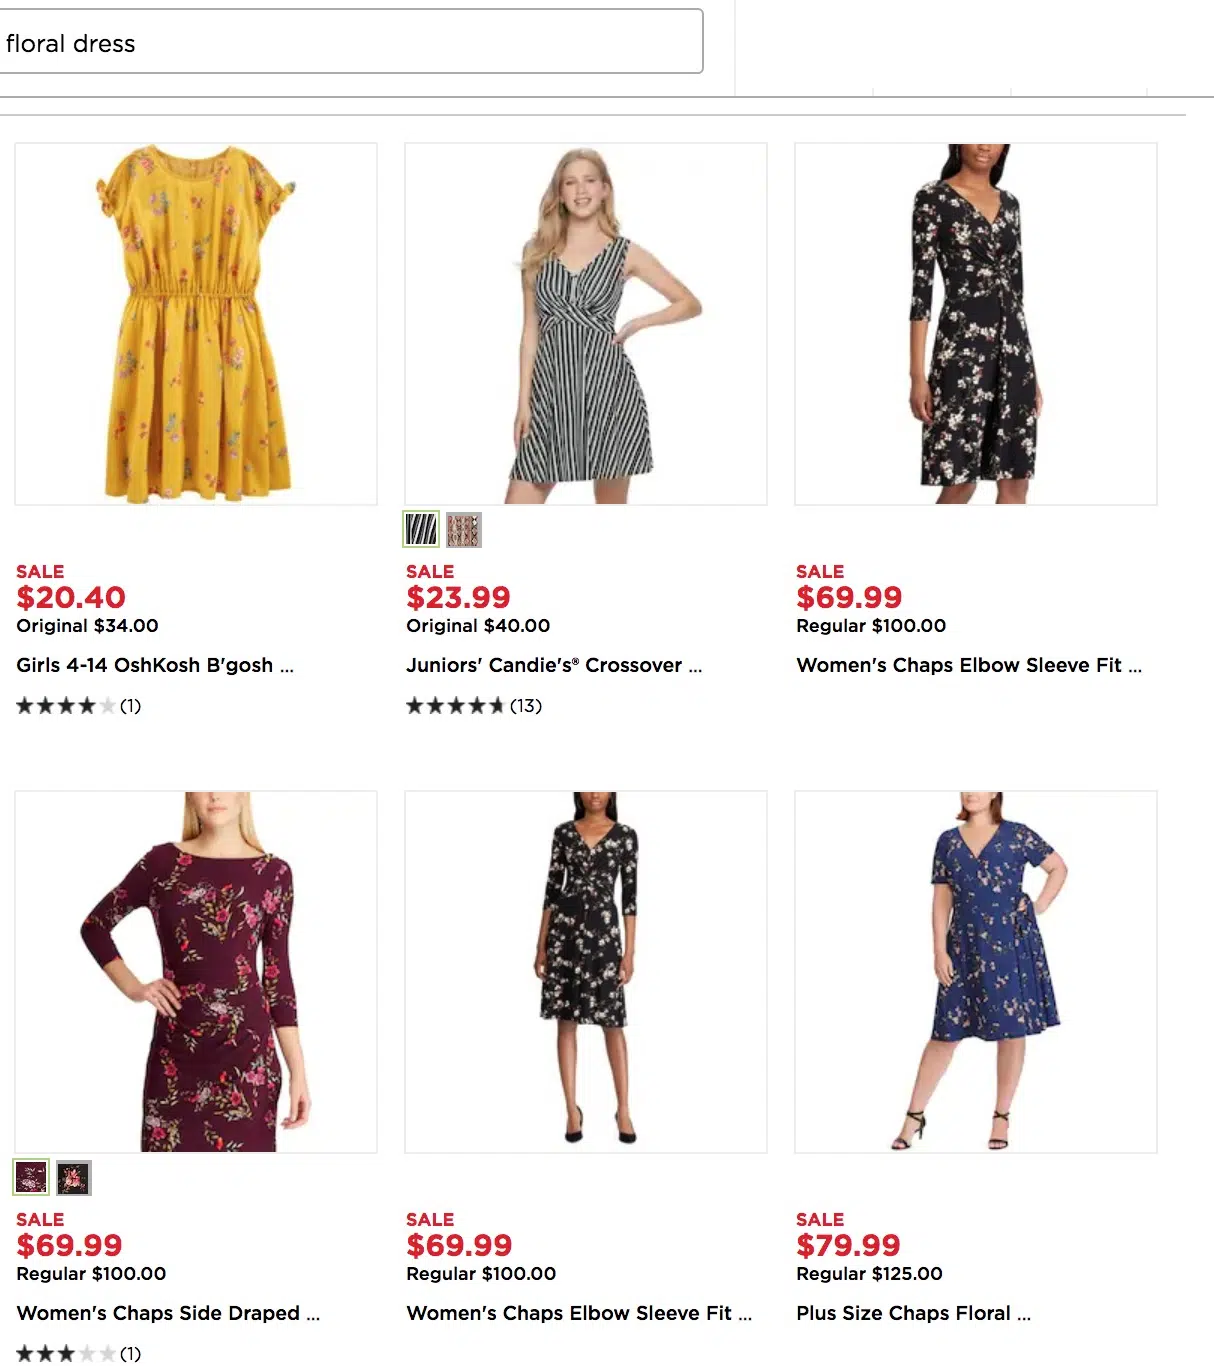 floral dress
SALE
$20.40
Original $34.00
Girls 4-14 OshKosh B'gosh ...
(1)
SALE
$23.99
Original $40.00
Juniors' Candie's® Crossover ...
(13)
SALE
$69.99
Regular $100.00
Women's Chaps Elbow Sleeve Fit ...
SALE
$69.99
Regular $100.00
Women's Chaps Side Draped ...
(1)
SALE
$69.99
Regular $100.00
Women's Chaps Elbow Sleeve Fit ...
SALE
$79.99
Regular $125.00
Plus Size Chaps Floral ...